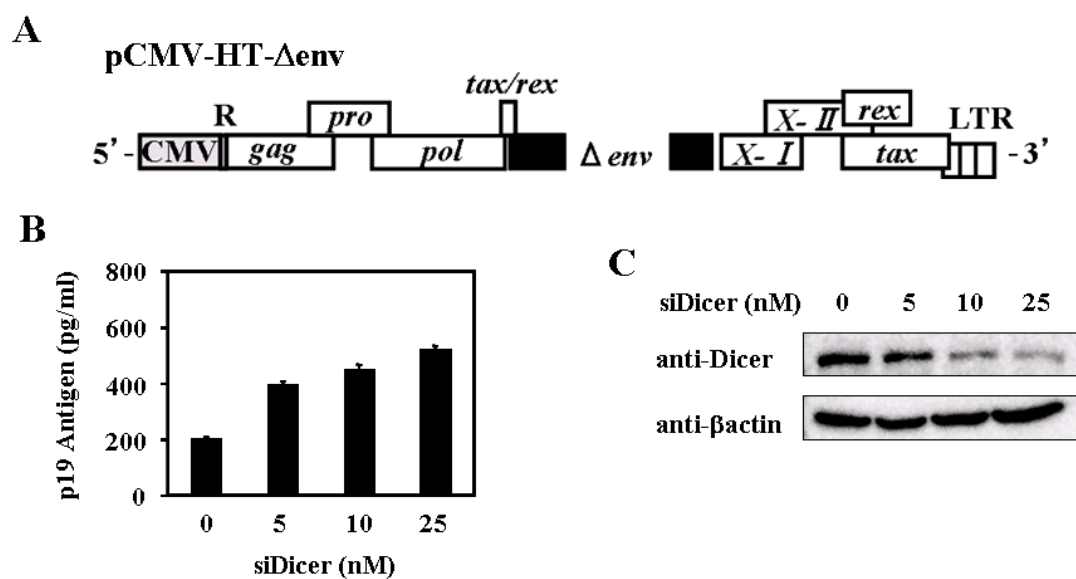 A
pCMV-HT-Δenv
tax/rex
R pro X-Ⅱ rex LTR
5’- CMV gag pol Δ env X-Ⅰ tax -3’
B
800
600
400
200
0
p19 Antigen (pg/ml)
0 5 10 25
siDicer (nM)
C
siDicer (nM) 0 5 10 25
anti-Dicer
anti-βactin